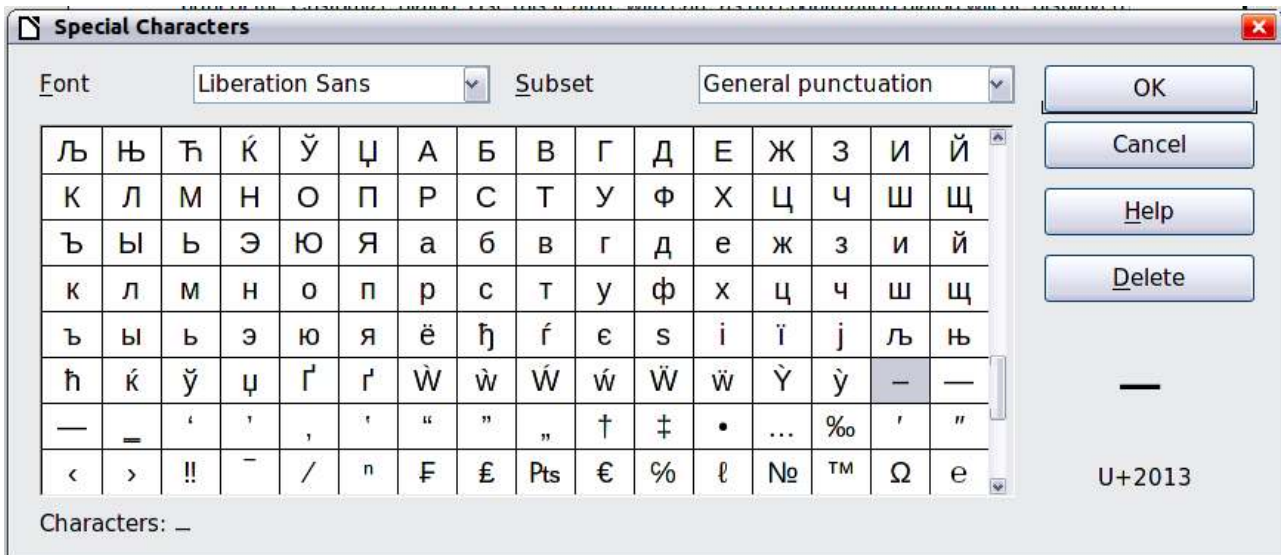 Special Characters
Font Liberation Sans Subset General punctuation OK
Cancel
Help
Delete
Љ Њ Ћ Ќ Ў Џ А Б В Г Д Е Ж З И Й
К Л М Н О П Р С Т У Ф Х Ц Ч Ш Щ
Ъ Ы Ь Э Ю Я а б в г д е ж з и й
к л м н о п р с т у ф х ц ч ш щ
ъ ы ь э ю я ё ђ ѓ є ѕ і ї ј љ њ
ћ ќ ў џ Ґ ґ Ẁ ẁ Ẃ ẃ Ẅ ẅ Ỳ ỳ – —
― ‗ ‘ ’ ‚ ‛ “ ” „ † ‡ • … ‰ ′ ″
‹ › ‼ ‾ ⁄ ⁿ ₣ ₤ ₧ € ℅ ℓ № ™ Ω ℮
–
U+2013
Characters: –